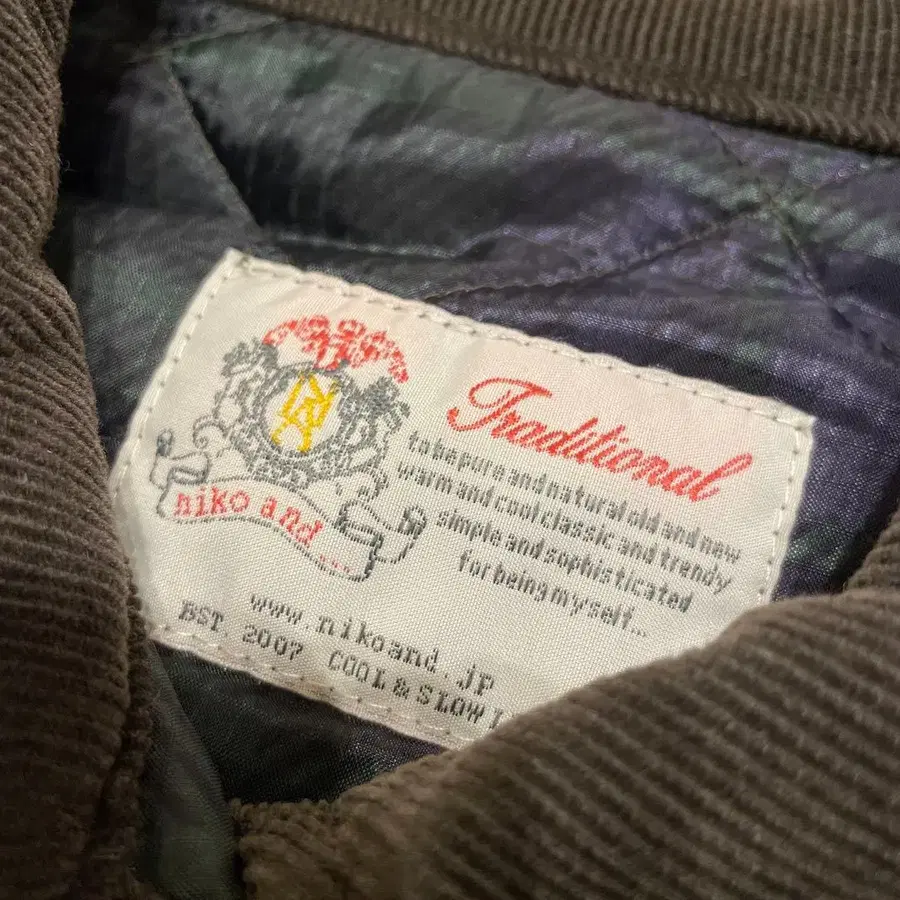 niko and...
Traditional
to be pure and natural old and new
warm and cool classic and trendy
simple and sophisticated
for being myself...
www.nikoand.jp
EST. 2007 COOL & SLOW